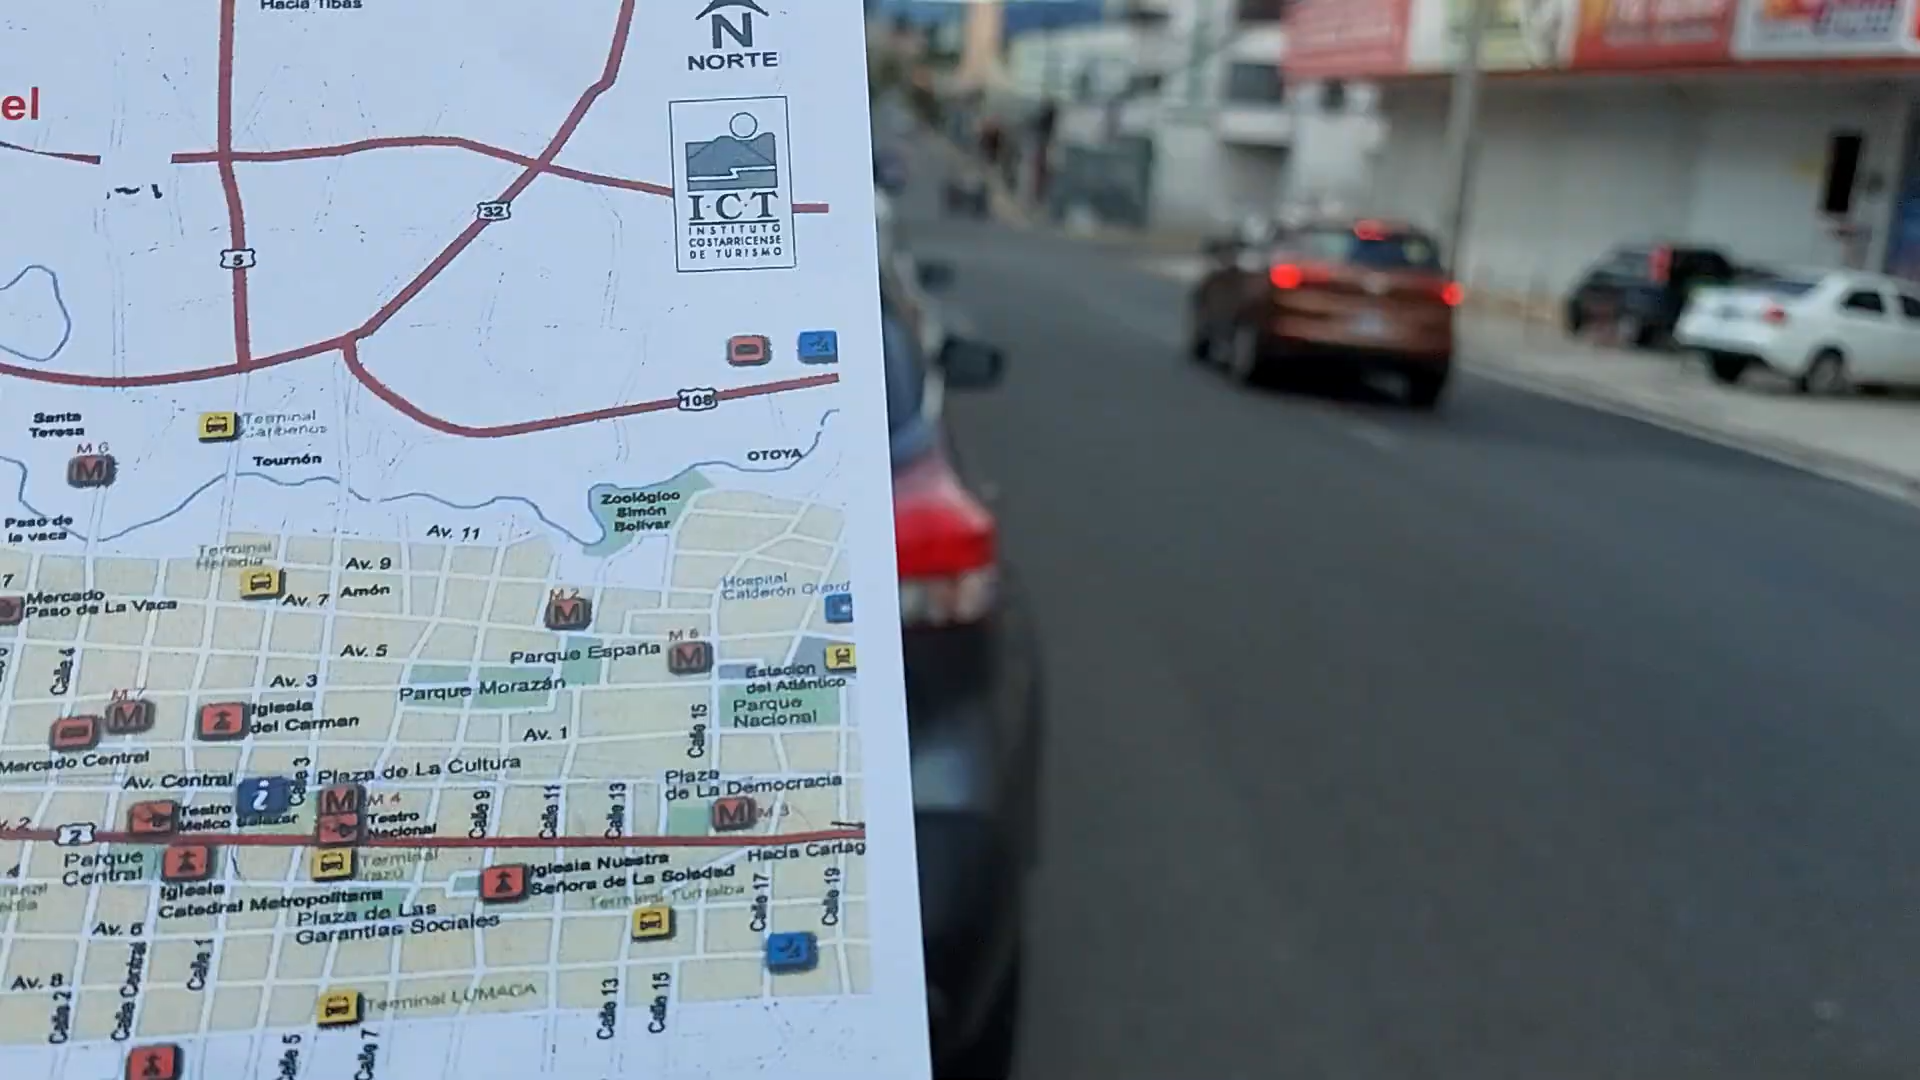 Hacia Tibás
N
NORTE
el
I·C·T
INSTITUTO
COSTARRICENSE
DE TURISMO
32
5
108
Santa
Teresa
M 6
Terminal
Caribeños
Tournón
OTOYA
Zoológico
Simón
Bolívar
Paso de
la vaca
Av. 11
Terminal
Heredia
Av. 9
Hospital
Calderón Guard
7
Mercado
Paso de La Vaca
Av. 7
Amón
M 2
M
Av. 5
Parque España
M
Calle 4
Av. 3
Parque Morazán
Estación
del Atlántico
Parque
Nacional
M 7
M
Iglesia
del Carmen
Calle 15
Av. 1
Mercado Central
Av. Central
Calle 3
Plaza de La Cultura
Plaza
de La Democracia
i
Teatro
Melico Salazar
M
M 4
Teatro
Nacional
Calle 9
Calle 11
Calle 13
M
M 3
2
Parque
Central
Terminal
Irazú
Iglesia Nuestra
Señora de La Soledad
Hacia Cartag
Iglesia
Catedral Metropolitana
Plaza de Las
Garantías Sociales
Terminal Turrialba
Calle 17
Calle 19
Av. 6
Av. 8
Calle 2
Calle Central
Calle 1
Terminal LUMACA
Calle 13
Calle 15
Calle 5
Calle 7